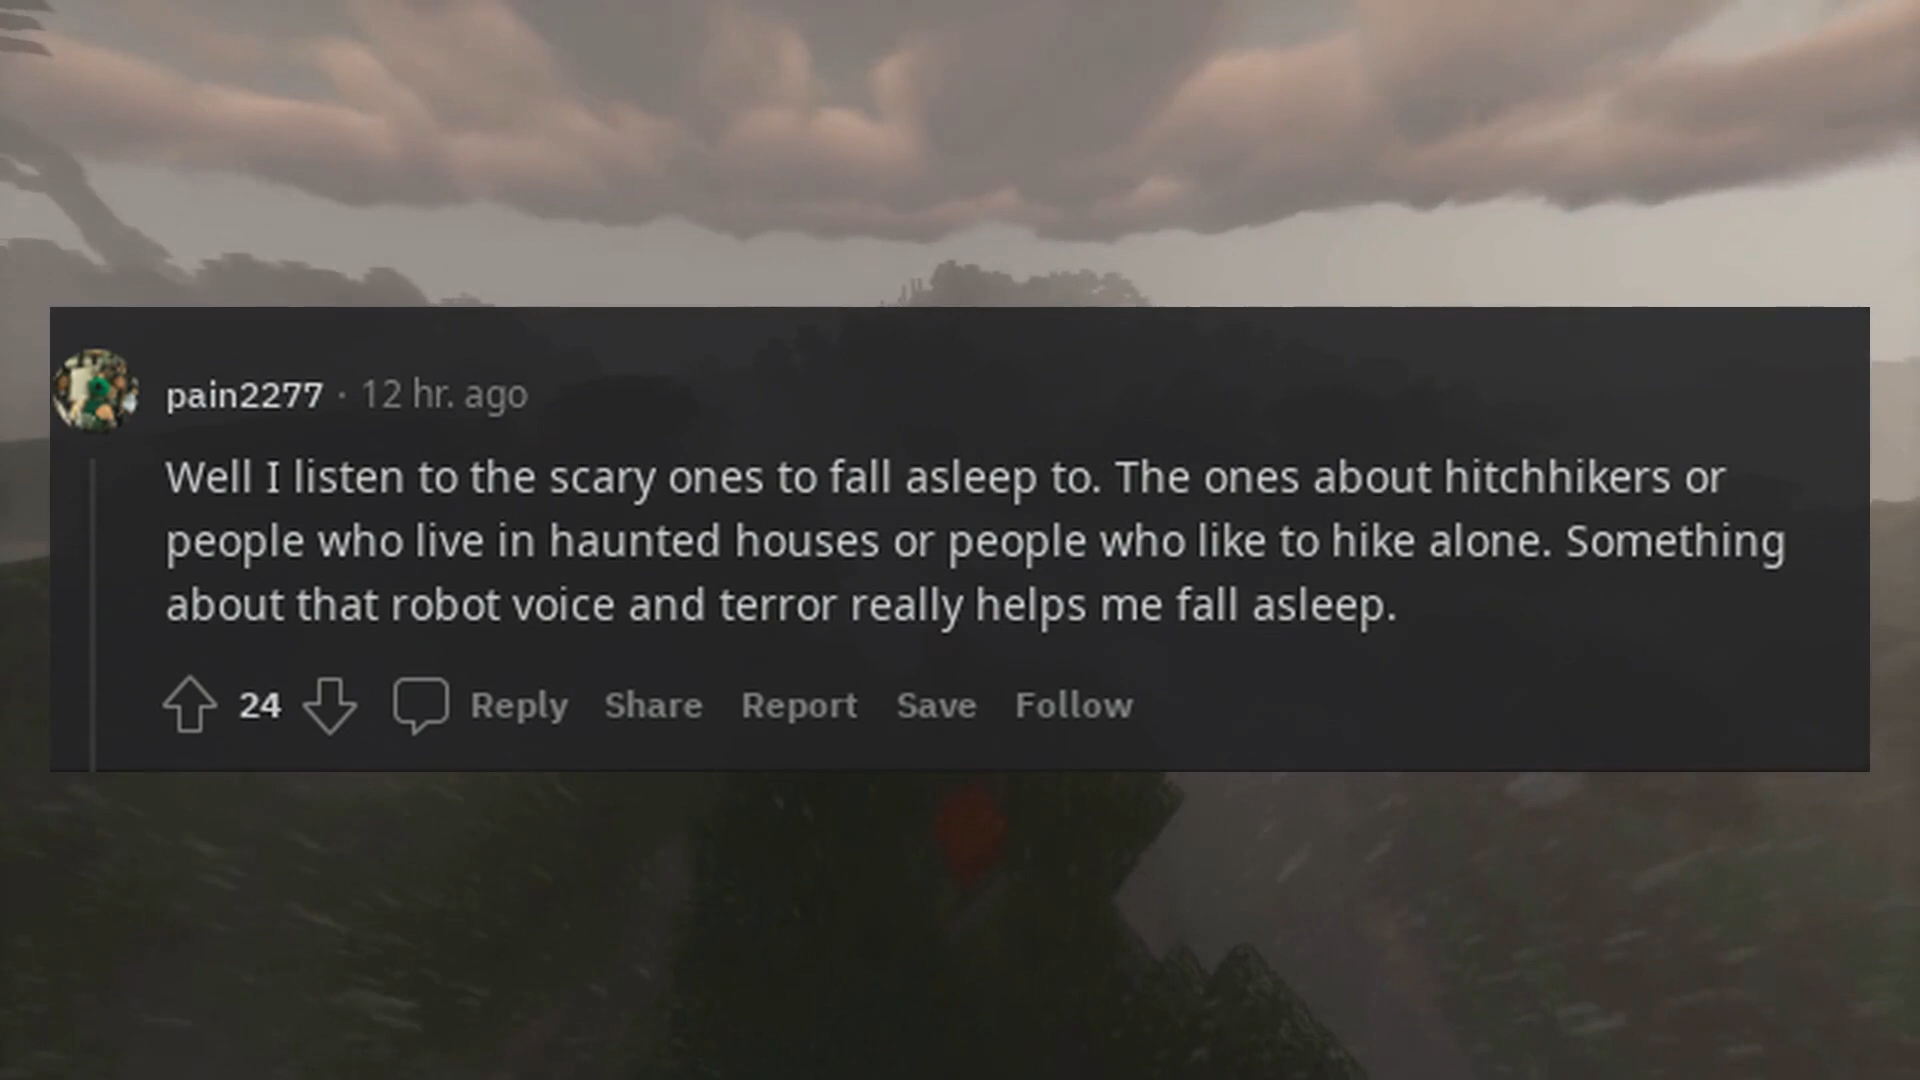 pain2277 · 12 hr. ago
Well I listen to the scary ones to fall asleep to. The ones about hitchhikers or
people who live in haunted houses or people who like to hike alone. Something
about that robot voice and terror really helps me fall asleep.
24 Reply Share Report Save Follow